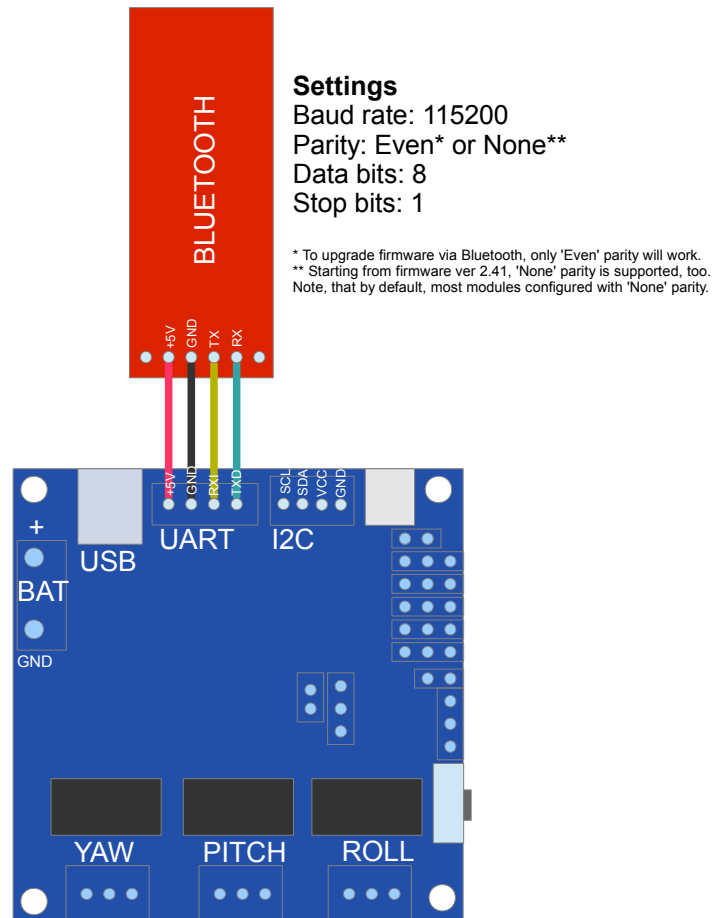 BLUETOOTH
Settings
Baud rate: 115200
Parity: Even* or None**
Data bits: 8
Stop bits: 1
* To upgrade firmware via Bluetooth, only 'Even' parity will work.
** Starting from firmware ver 2.41, 'None' parity is supported, too.
Note, that by default, most modules configured with 'None' parity.
+5V GND TX RX
+5V GND RXI TXD
SCL SDA VCC GND
UART I2C
USB
+
BAT
GND
YAW PITCH ROLL